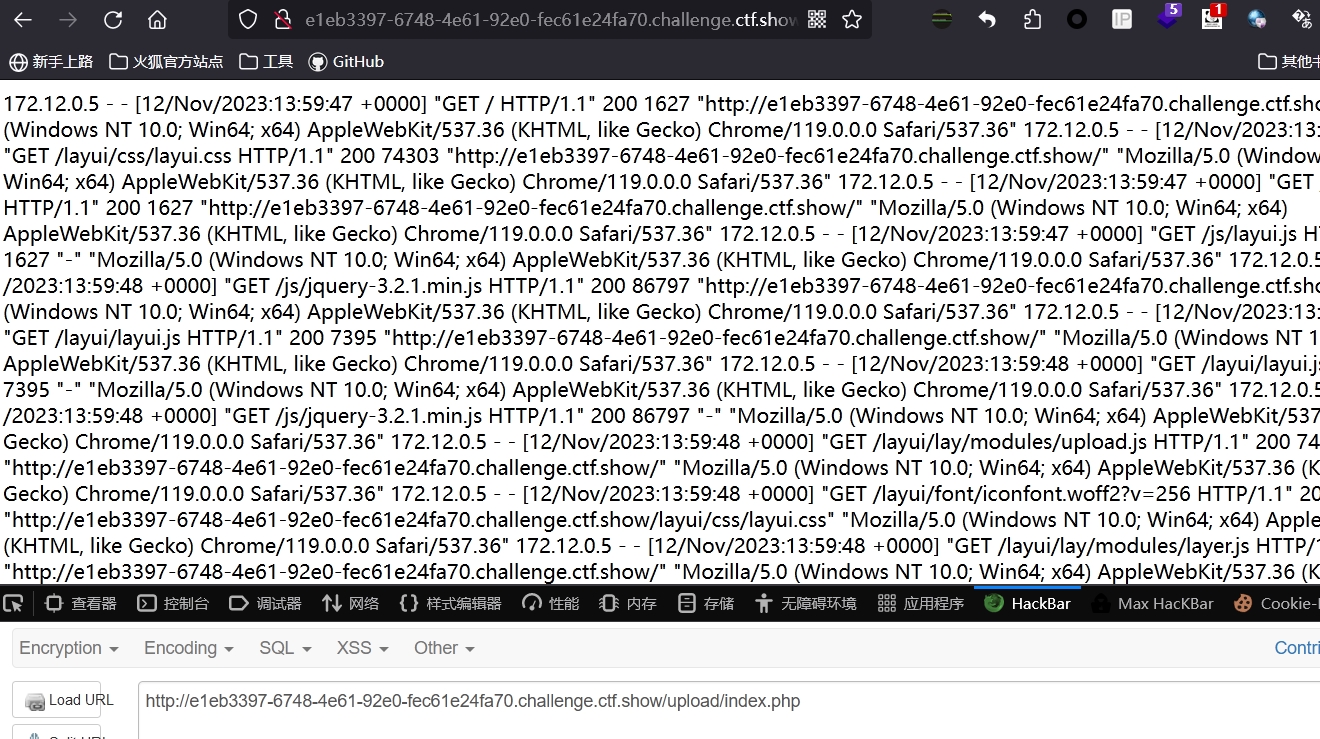 e1eb3397-6748-4e61-92e0-fec61e24fa70.challenge.ctf.show
IP
5
1
新手上路 火狐官方站点 工具 GitHub
172.12.0.5 - - [12/Nov/2023:13:59:47 +0000] "GET / HTTP/1.1" 200 1627 "http://e1eb3397-6748-4e61-92e0-fec61e24fa70.challenge.ctf.
(Windows NT 10.0; Win64; x64) AppleWebKit/537.36 (KHTML, like Gecko) Chrome/119.0.0.0 Safari/537.36" 172.12.0.5 - - [12/Nov/2023:13:
"GET /layui/css/layui.css HTTP/1.1" 200 74303 "http://e1eb3397-6748-4e61-92e0-fec61e24fa70.challenge.ctf.show/" "Mozilla/5.0
Win64; x64) AppleWebKit/537.36 (KHTML, like Gecko) Chrome/119.0.0.0 Safari/537.36" 172.12.0.5 - - [12/Nov/2023:13:59:47 +0000] "GET
HTTP/1.1" 200 1627 "http://e1eb3397-6748-4e61-92e0-fec61e24fa70.challenge.ctf.show/" "Mozilla/5.0 (Windows NT 10.0; Win64; x64)
AppleWebKit/537.36 (KHTML, like Gecko) Chrome/119.0.0.0 Safari/537.36" 172.12.0.5 - - [12/Nov/2023:13:59:47 +0000] "GET /js/layui.js
1627 "-" "Mozilla/5.0 (Windows NT 10.0; Win64; x64) AppleWebKit/537.36 (KHTML, like Gecko) Chrome/119.0.0.0 Safari/537.36" 172.12.0.5
/2023:13:59:48 +0000] "GET /js/jquery-3.2.1.min.js HTTP/1.1" 200 86797 "http://e1eb3397-6748-4e61-92e0-fec61e24fa70.challenge.ctf.
(Windows NT 10.0; Win64; x64) AppleWebKit/537.36 (KHTML, like Gecko) Chrome/119.0.0.0 Safari/537.36" 172.12.0.5 - - [12/Nov/2023:13:
"GET /layui/layui.js HTTP/1.1" 200 7395 "http://e1eb3397-6748-4e61-92e0-fec61e24fa70.challenge.ctf.show/" "Mozilla/5.0 (Windows NT
AppleWebKit/537.36 (KHTML, like Gecko) Chrome/119.0.0.0 Safari/537.36" 172.12.0.5 - - [12/Nov/2023:13:59:48 +0000] "GET
7395 "-" "Mozilla/5.0 (Windows NT 10.0; Win64; x64) AppleWebKit/537.36 (KHTML, like Gecko) Chrome/119.0.0.0 Safari/537.36" 172.12.0.5
/2023:13:59:48 +0000] "GET /js/jquery-3.2.1.min.js HTTP/1.1" 200 86797 "-" "Mozilla/5.0 (Windows NT 10.0; Win64; x64) AppleWebKit/537
Gecko) Chrome/119.0.0.0 Safari/537.36" 172.12.0.5 - - [12/Nov/2023:13:59:48 +0000] "GET /layui/lay/modules/upload.js HTTP/1.1" 200
"http://e1eb3397-6748-4e61-92e0-fec61e24fa70.challenge.ctf.show/" "Mozilla/5.0 (Windows NT 10.0; Win64; x64) AppleWebKit/537.36
Gecko) Chrome/119.0.0.0 Safari/537.36" 172.12.0.5 - - [12/Nov/2023:13:59:48 +0000] "GET /layui/font/iconfont.woff2?v=256 HTTP/1.1"
"http://e1eb3397-6748-4e61-92e0-fec61e24fa70.challenge.ctf.show/layui/css/layui.css" "Mozilla/5.0 (Windows NT 10.0; Win64; x64)
(KHTML, like Gecko) Chrome/119.0.0.0 Safari/537.36" 172.12.0.5 - - [12/Nov/2023:13:59:48 +0000] "GET /layui/lay/modules/layer.js
"http://e1eb3397-6748-4e61-92e0-fec61e24fa70.challenge.ctf.show/" "Mozilla/5.0 (Windows NT 10.0; Win64; x64) AppleWebKit/537.36
查看器 控制台 调试器 网络 样式编辑器 性能 内存 存储 无障碍环境 应用程序 HackBar Max HacKBar Cookie-
Encryption Encoding SQL XSS Other
Load URL http://e1eb3397-6748-4e61-92e0-fec61e24fa70.challenge.ctf.show/upload/index.php